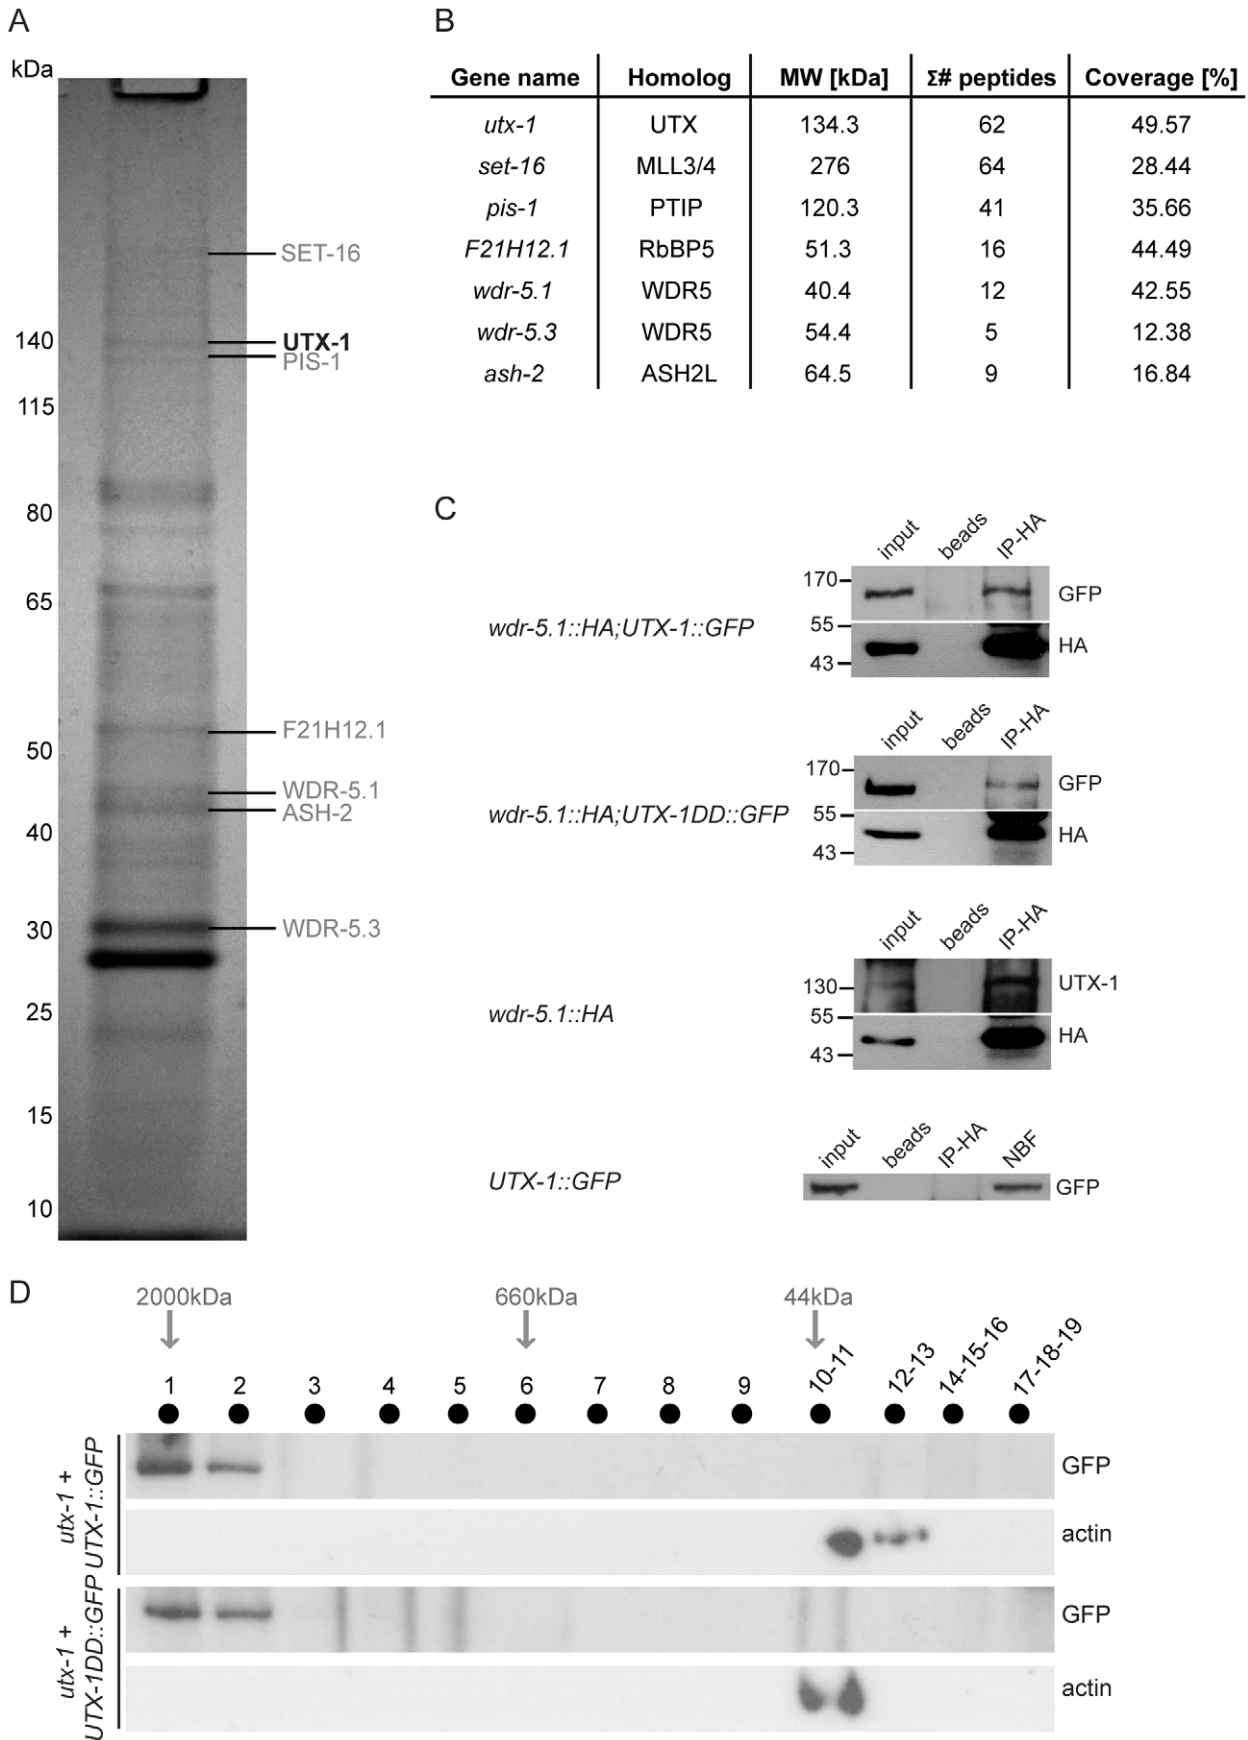 A
kDa
SET-16
140
UTX-1
PIS-1
115
80
65
F21H12.1
50
WDR-5.1
ASH-2
40
30
WDR-5.3
25
15
10
B
Gene name Homolog MW [kDa] Σ# peptides Coverage [%]
utx-1 UTX 134.3 62 49.57
set-16 MLL3/4 276 64 28.44
pis-1 PTIP 120.3 41 35.66
F21H12.1 RbBP5 51.3 16 44.49
wdr-5.1 WDR5 40.4 12 42.55
wdr-5.3 WDR5 54.4 5 12.38
ash-2 ASH2L 64.5 9 16.84
C
input beads IP-HA
170 GFP
wdr-5.1::HA;UTX-1::GFP
55
HA
43
input beads IP-HA
170 GFP
wdr-5.1::HA;UTX-1DD::GFP
55
HA
43
input beads IP-HA
130 UTX-1
wdr-5.1::HA
55
HA
43
input beads IP-HA NBF
UTX-1::GFP GFP
D
2000kDa 660kDa 44kDa
1 2 3 4 5 6 7 8 9 10-11 12-13 14-15-16 17-18-19
utx-1 +
UTX-1::GFP
GFP
actin
utx-1 +
UTX-1DD::GFP
GFP
actin